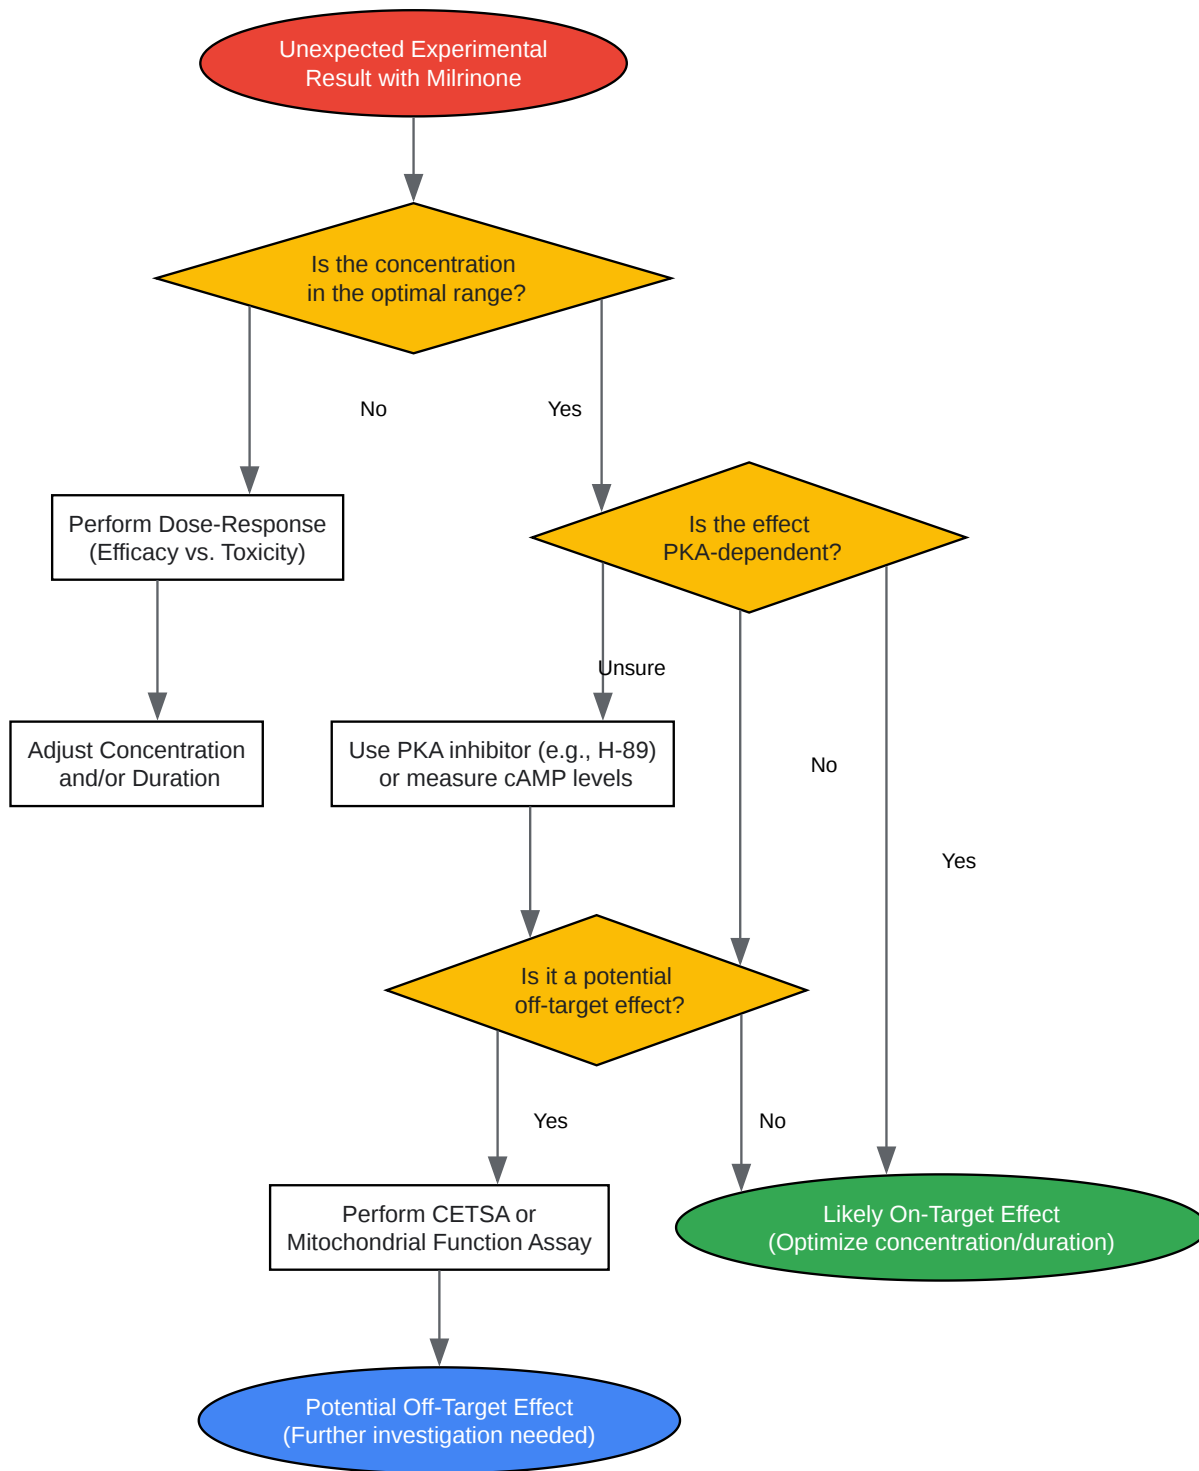 Unexpected Experimental
Result with Milrinone
Is the concentration
in the optimal range?
No
Yes
Perform Dose-Response
(Efficacy vs. Toxicity)
Is the effect
PKA-dependent?
Unsure
Adjust Concentration
and/or Duration
Use PKA inhibitor (e.g., H-89)
or measure cAMP levels
No
Yes
Is it a potential
off-target effect?
Yes
No
Perform CETSA or
Mitochondrial Function Assay
Likely On-Target Effect
(Optimize concentration/duration)
Potential Off-Target Effect
(Further investigation needed)